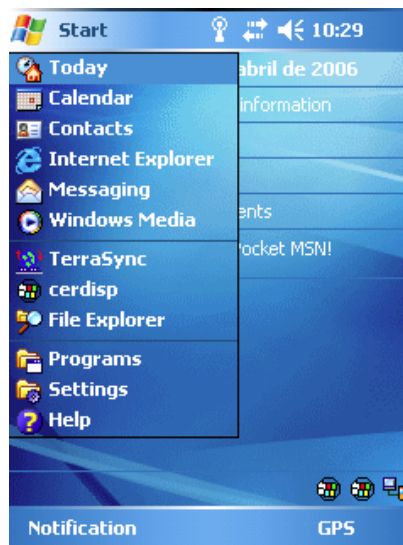 Start 10:29
Today
abril de 2006
Calendar
information
Contacts
Internet Explorer
Messaging
Windows Media
ents
TerraSync
ocket MSN!
cerdisp
File Explorer
Programs
Settings
Help
Notification GPS